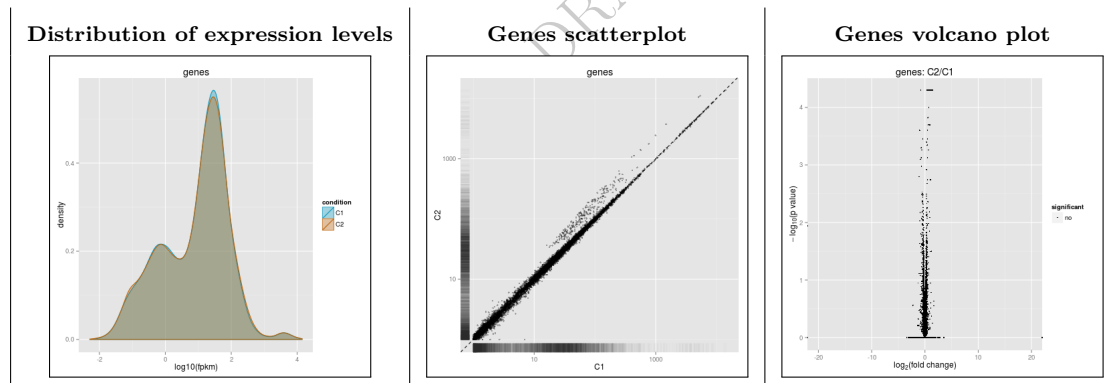 DRA
Distribution of expression levels
Genes scatterplot
Genes volcano plot
genes
density
0.4
0.2
0.0
-2
0
2
4
log10(fpkm)
condition
C1
C2
genes
C2
1000
10
10
1000
C1
genes: C2/C1
− log10(p value)
4
3
2
1
0
-20
-10
0
10
20
log2(fold change)
significant
no